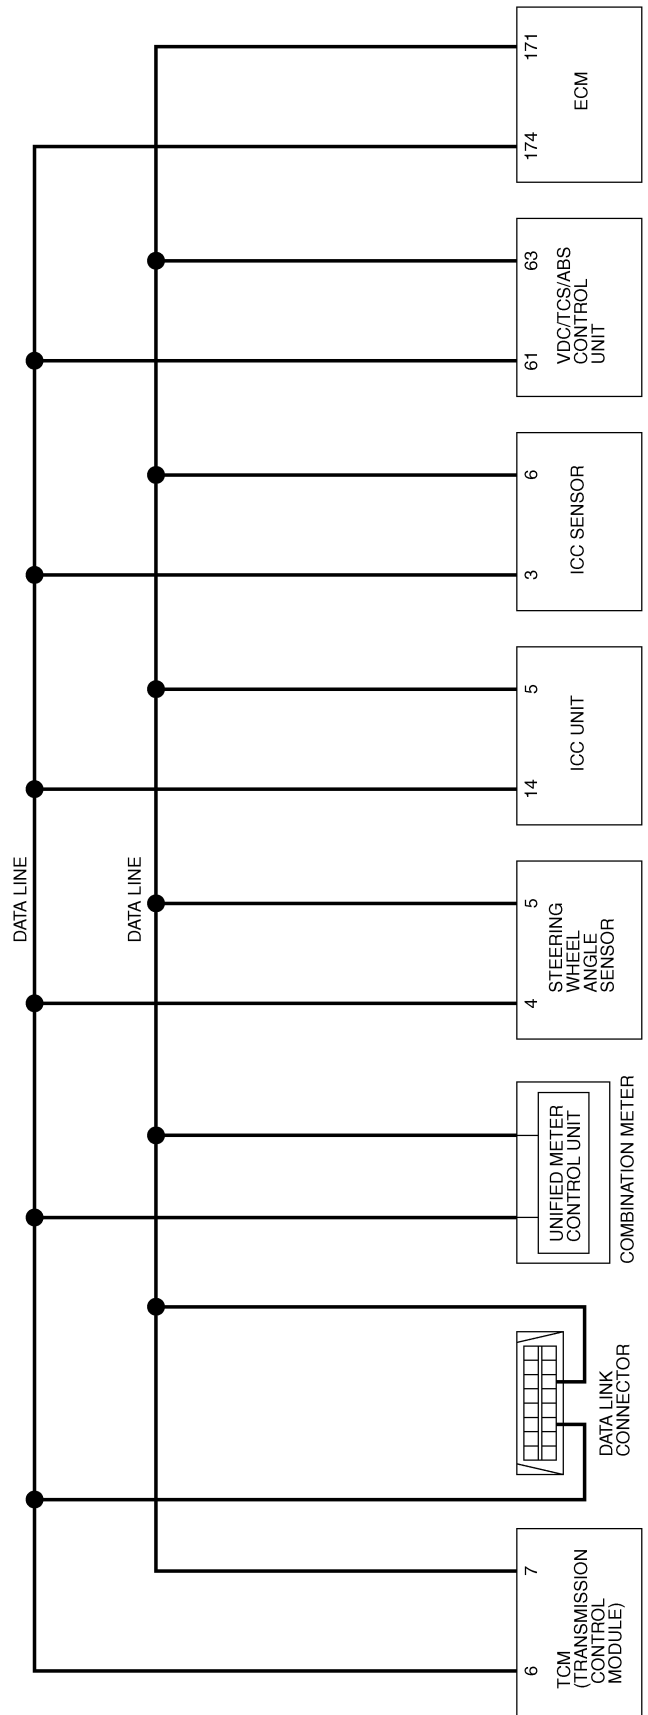 DATA LINE
DATA LINE
6
7
TCM
(TRANSMISSION
CONTROL
MODULE)
DATA LINK
CONNECTOR
UNIFIED METER
CONTROL UNIT
COMBINATION METER
4
5
STEERING
WHEEL
ANGLE
SENSOR
14
5
ICC UNIT
3
6
ICC SENSOR
61
63
VDC/TCS/ABS
CONTROL
UNIT
174
171
ECM